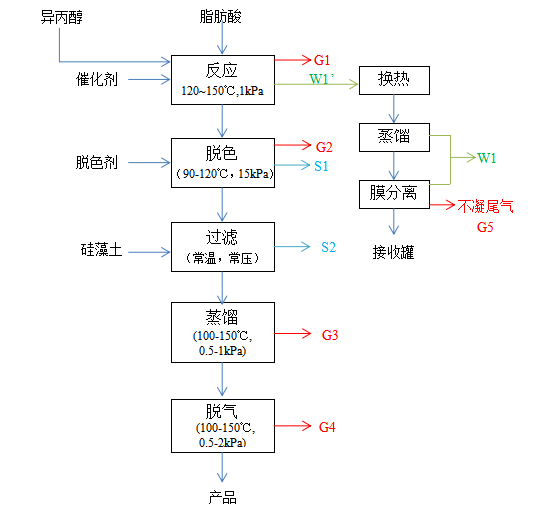 异丙醇
脂肪酸
催化剂
反应
120~150℃,1kPa
G1
W1’
换热
蒸馏
W1
膜分离
不凝尾气
G5
接收罐
脱色剂
脱色
（90-120℃，15kPa）
G2
S1
硅藻土
过滤
（常温，常压）
S2
蒸馏
(100-150℃,
0.5-1kPa)
G3
脱气
(100-150℃,
0.5-2kPa)
G4
产品